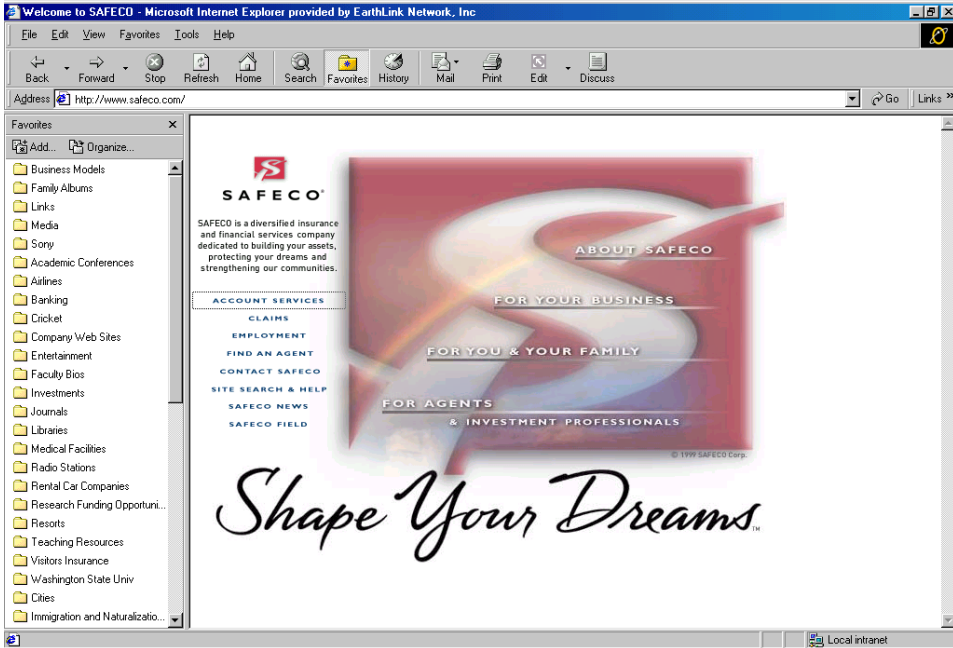 Welcome to SAFECO - Microsoft Internet Explorer provided by EarthLink Network, Inc
File Edit View Favorites Tools Help
Back Forward Stop Refresh Home Search Favorites History Mail Print Edit Discuss
Address http://www.safeco.com/ Go Links »
Favorites ×
Add... Organize...
Business Models
Family Albums
Links
Media
Sony
Academic Conferences
Airlines
Banking
Cricket
Company Web Sites
Entertainment
Faculty Bios
Investments
Journals
Libraries
Medical Facilities
Radio Stations
Rental Car Companies
Research Funding Opportuni...
Resorts
Teaching Resources
Visitors Insurance
Washington State Univ
Cities
Immigration and Naturalizatio...
SAFECO®
SAFECO is a diversified insurance
and financial services company
dedicated to building your assets,
protecting your dreams and
strengthening our communities.
ACCOUNT SERVICES
CLAIMS
EMPLOYMENT
FIND AN AGENT
CONTACT SAFECO
SITE SEARCH & HELP
SAFECO NEWS
SAFECO FIELD
ABOUT SAFECO
FOR YOUR BUSINESS
FOR YOU & YOUR FAMILY
FOR AGENTS
& INVESTMENT PROFESSIONALS
© 1999 SAFECO Corp.
Shape Your Dreams™
Local intranet